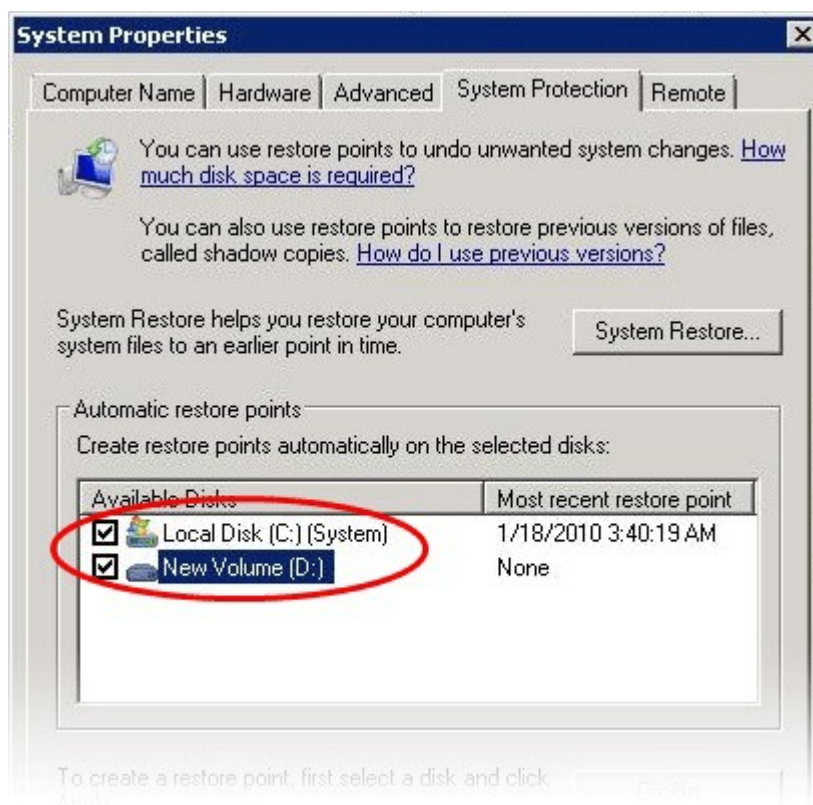 System Properties
Computer Name Hardware Advanced System Protection Remote
You can use restore points to undo unwanted system changes. How
much disk space is required?
You can also use restore points to restore previous versions of files,
called shadow copies. How do I use previous versions?
System Restore helps you restore your computer's
system files to an earlier point in time.
System Restore...
Automatic restore points
Create restore points automatically on the selected disks:
Available Disks Most recent restore point
Local Disk (C:) (System) 1/18/2010 3:40:19 AM
New Volume (D:) None
To create a restore point, first select a disk and click